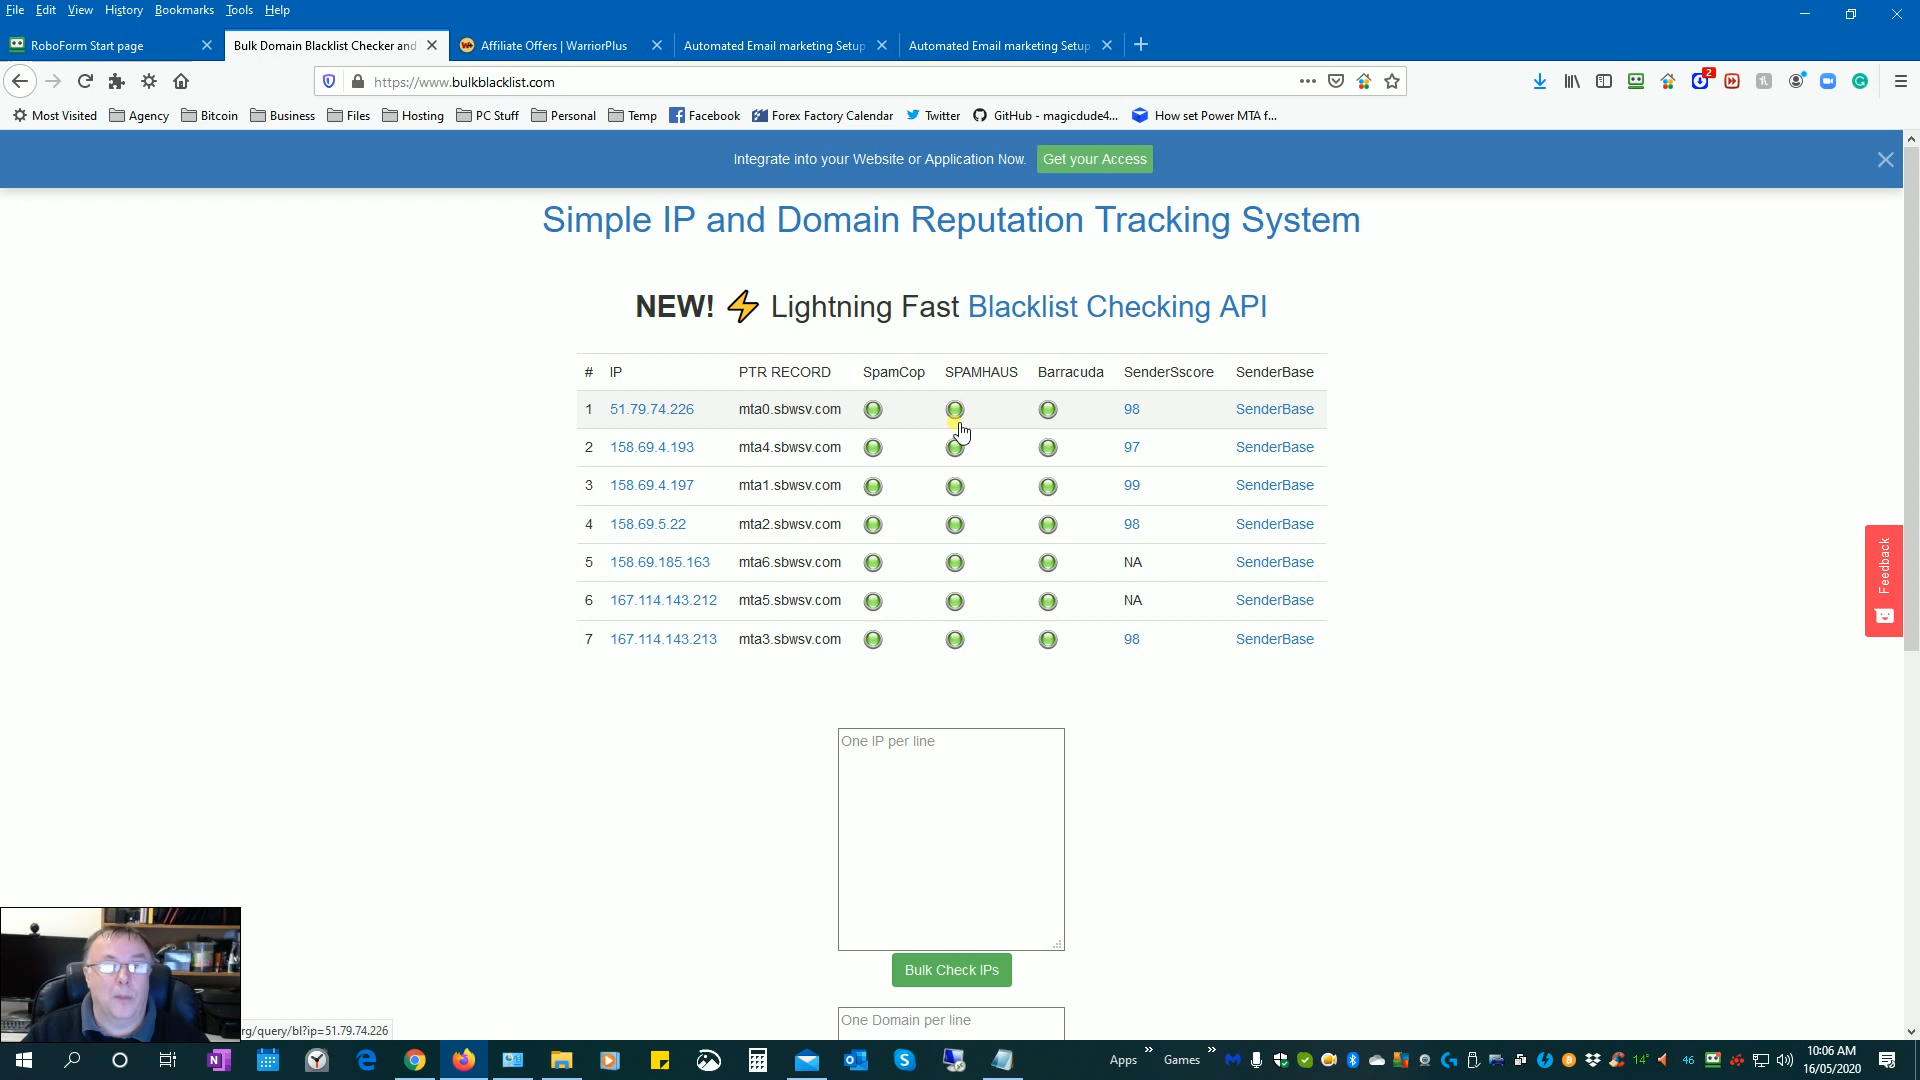 File Edit View History Bookmarks Tools Help
RoboForm Start page
Bulk Domain Blacklist Checker and
Affiliate Offers | WarriorPlus
Automated Email marketing Setup
Automated Email marketing Setup
https://www.bulkblacklist.com
2
Most Visited Agency Bitcoin Business Files Hosting PC Stuff Personal Temp Facebook Forex Factory Calendar Twitter GitHub - magicdude4... How set Power MTA f...
Integrate into your Website or Application Now. Get your Access
Simple IP and Domain Reputation Tracking System
NEW! ⚡ Lightning Fast Blacklist Checking API
# IP PTR RECORD SpamCop SPAMHAUS Barracuda SenderSscore SenderBase
1 51.79.74.226 mta0.sbwsv.com 98 SenderBase
2 158.69.4.193 mta4.sbwsv.com 97 SenderBase
3 158.69.4.197 mta1.sbwsv.com 99 SenderBase
4 158.69.5.22 mta2.sbwsv.com 98 SenderBase
5 158.69.185.163 mta6.sbwsv.com NA SenderBase
6 167.114.143.212 mta5.sbwsv.com NA SenderBase
7 167.114.143.213 mta3.sbwsv.com 98 SenderBase
Feedback
One IP per line
Bulk Check IPs
One Domain per line
rg/query/bl?ip=51.79.74.226
Apps » Games » 14° 46 10:06 AM
16/05/2020